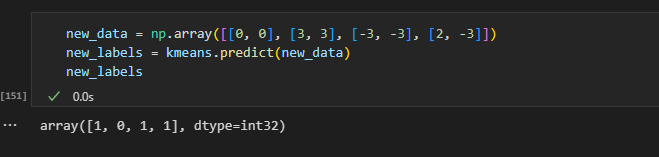 new_data = np.array([[0, 0], [3, 3], [-3, -3], [2, -3]])
new_labels = kmeans.predict(new_data)
new_labels
[151]
0.0s
... array([1, 0, 1, 1], dtype=int32)